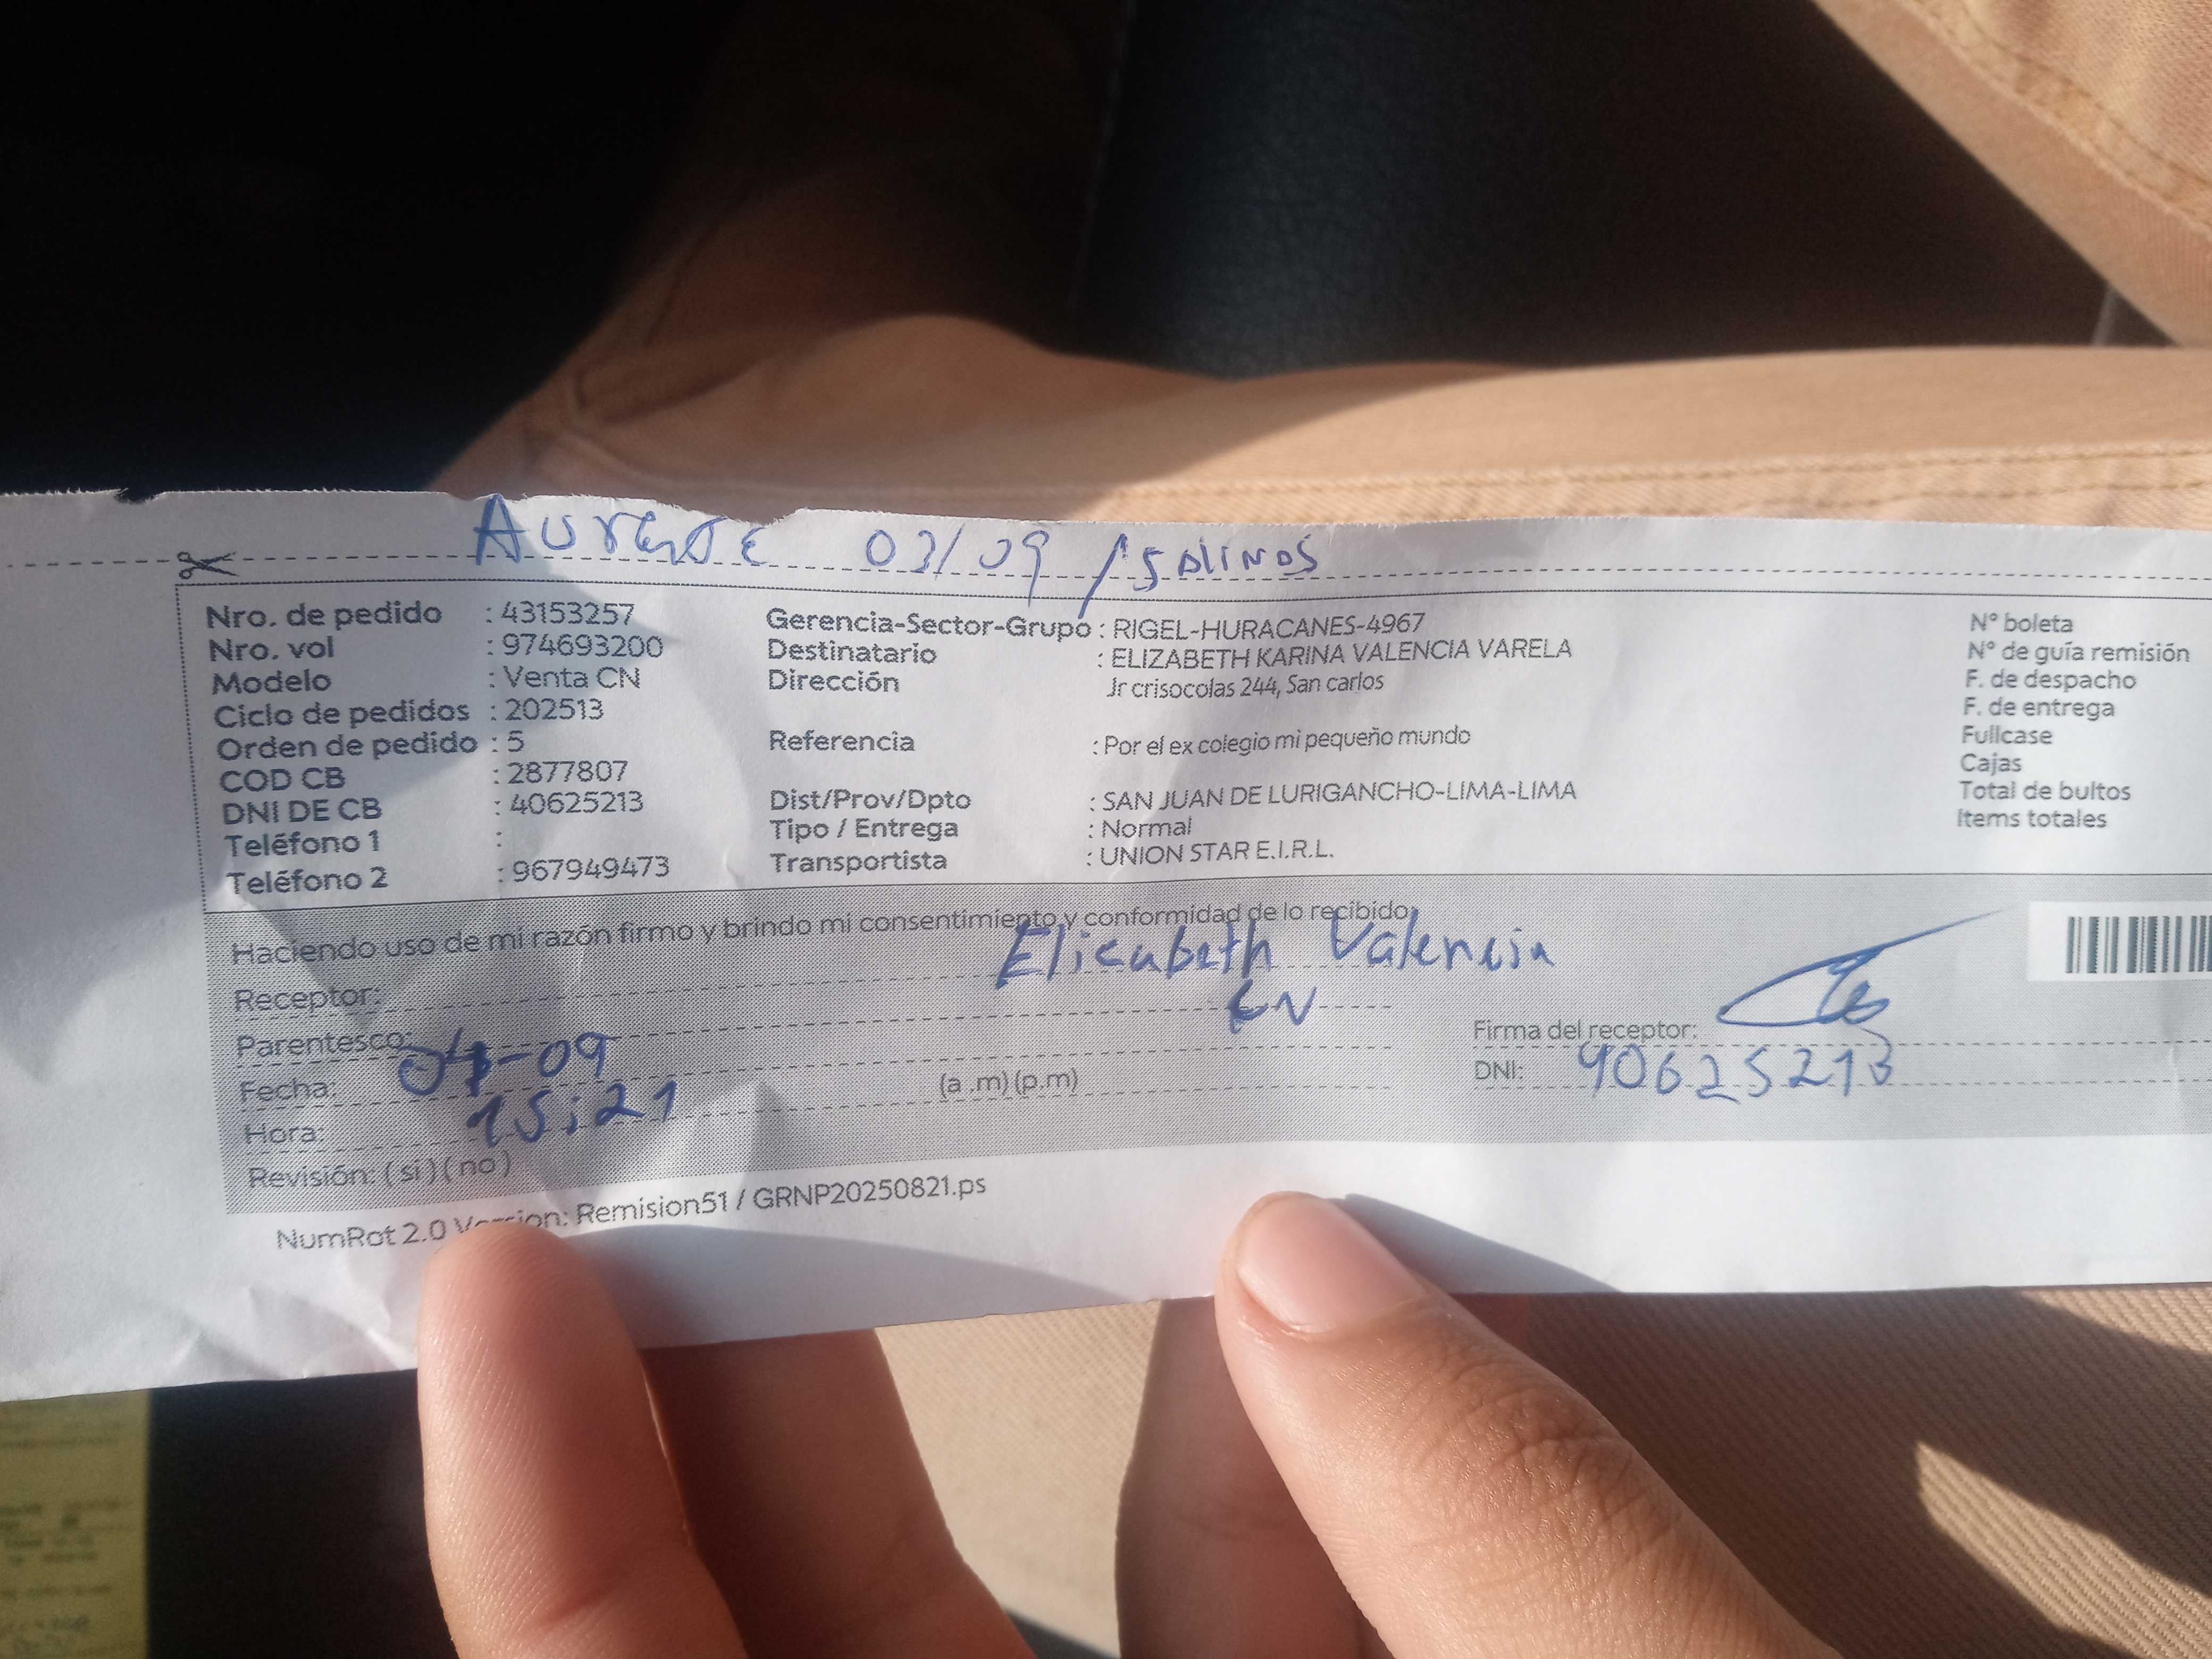 AUSENTE 03/09 / SALINAS
Nro. de pedido : 43153257
Nro. vol : 974693200
Modelo : Venta CN
Ciclo de pedidos : 202513
Orden de pedido : 5
COD CB : 2877807
DNI DE CB : 40625213
Teléfono 1 :
Teléfono 2 : 967949473
Gerencia-Sector-Grupo : RIGEL-HURACANES-4967
Destinatario : ELIZABETH KARINA VALENCIA VARELA
Dirección Jr crisocolas 244, San carlos
Referencia : Por el ex colegio mi pequeño mundo
Dist/Prov/Dpto : SAN JUAN DE LURIGANCHO-LIMA-LIMA
Tipo / Entrega : Normal
Transportista : UNION STAR E.I.R.L.
N° boleta
N° de guía remisión
F. de despacho
F. de entrega
Fullcase
Cajas
Total de bultos
Items totales
Haciendo uso de mi razón firmo y brindo mi consentimiento y conformidad de lo recibido.
Receptor: Elizabeth Valencia
Parentesco: CN
Fecha: 04-09
Hora: 15:21 (a .m) (p.m)
Revisión: ( si ) ( no )
Firma del receptor:
DNI: 40625213
NumRot 2.0 Version: Remision51 / GRNP20250821.ps